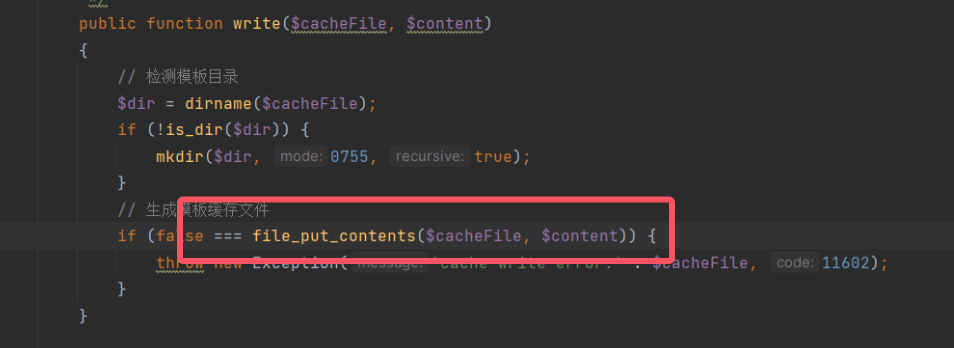 */
public function write($cacheFile, $content)
{
// 检测模板目录
$dir = dirname($cacheFile);
if (!is_dir($dir)) {
mkdir($dir, mode: 0755, recursive: true);
}
// 生成模板缓存文件
if (false === file_put_contents($cacheFile, $content)) {
throw new Exception( message: 'cache write error:' . $cacheFile, code: 11602);
}
}